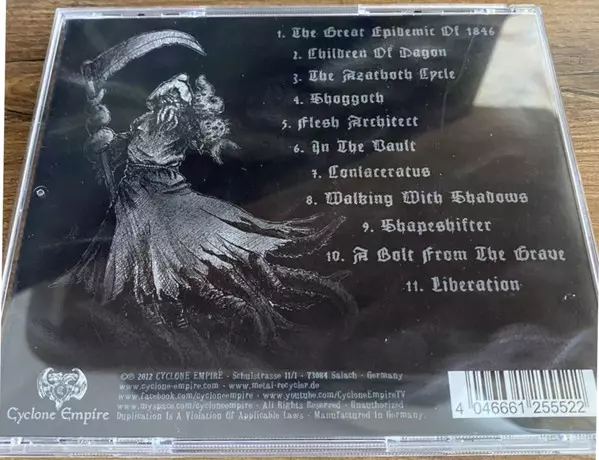 1. The Great Epidemic Of 1846
2. Children Of Dagon
3. The Azathoth Cycle
4. Shoggoth
5. Flesh Architect
6. In The Vault
7. Conlaceratus
8. Walking With Shadows
9. Shapeshifter
10. A Bolt From The Grave
11. Liberation
©℗ 2012 CYCLONE EMPIRE - Schulstrasse 11/1 - 73084 Salach - Germany
www.cyclone-empire.com - www.metal-recycler.de
www.facebook.com/cycloneempire - www.youtube.com/CycloneEmpireTV
www.myspace.com/cycloneempire - All Rights Reserved - Unauthorized
Duplication Is A Violation Of Applicable Laws - Manufactured In Germany.
Cyclone Empire
4 046661 255522